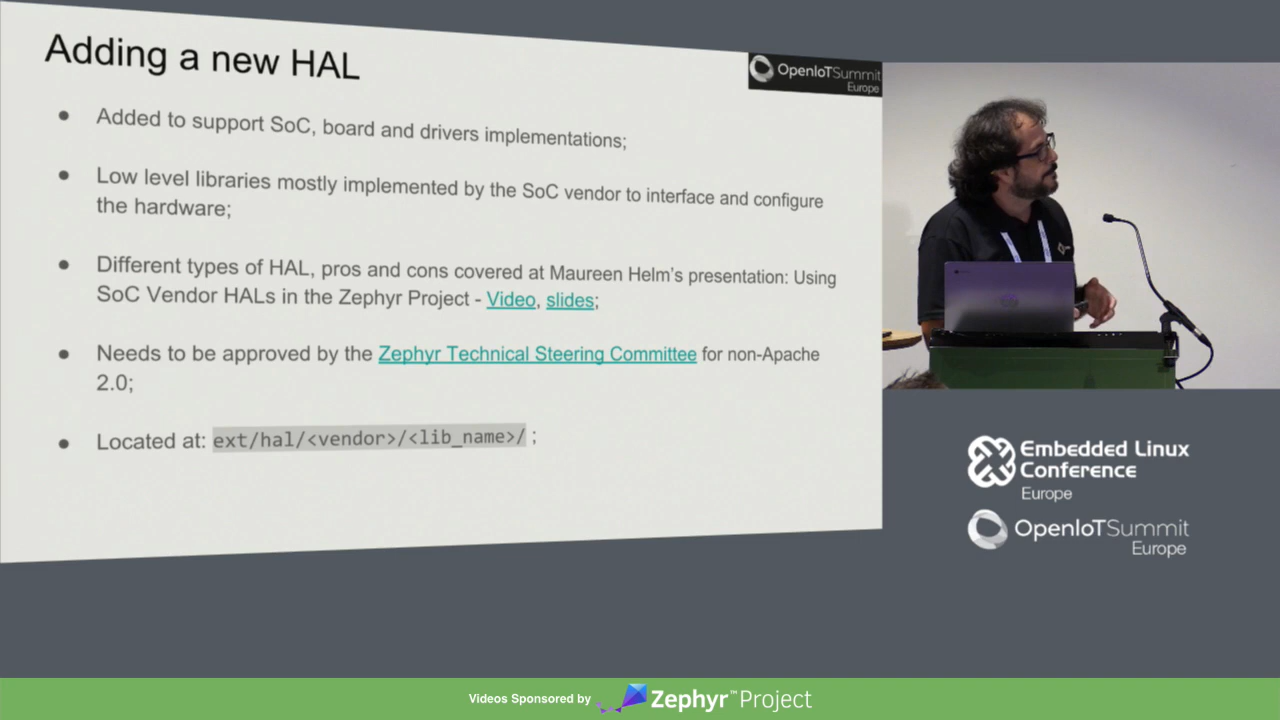 Adding a new HAL
OpenIoTSummit
Europe
● Added to support SoC, board and drivers implementations;
● Low level libraries mostly implemented by the SoC vendor to interface and configure
the hardware;
● Different types of HAL, pros and cons covered at Maureen Helm's presentation: Using
SoC Vendor HALs in the Zephyr Project - Video, slides;
● Needs to be approved by the Zephyr Technical Steering Committee for non-Apache
2.0;
● Located at: ext/hal/<vendor>/<lib_name>/ ;
Embedded Linux
Conference
Europe
OpenIoTSummit
Europe
Videos Sponsored by Zephyr™Project